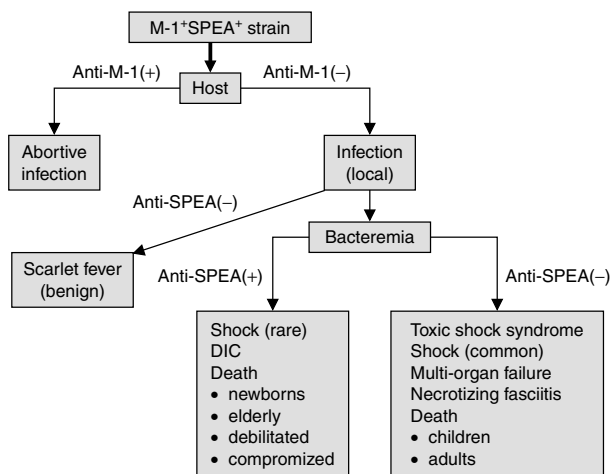 M-1⁺SPEA⁺ strain
Anti-M-1(+)
Host
Anti-M-1(−)
Abortive
infection
Infection
(local)
Anti-SPEA(−)
Bacteremia
Scarlet fever
(benign)
Anti-SPEA(+)
Anti-SPEA(−)
Shock (rare)
DIC
Death
• newborns
• elderly
• debilitated
• compromized
Toxic shock syndrome
Shock (common)
Multi-organ failure
Necrotizing fasciitis
Death
• children
• adults